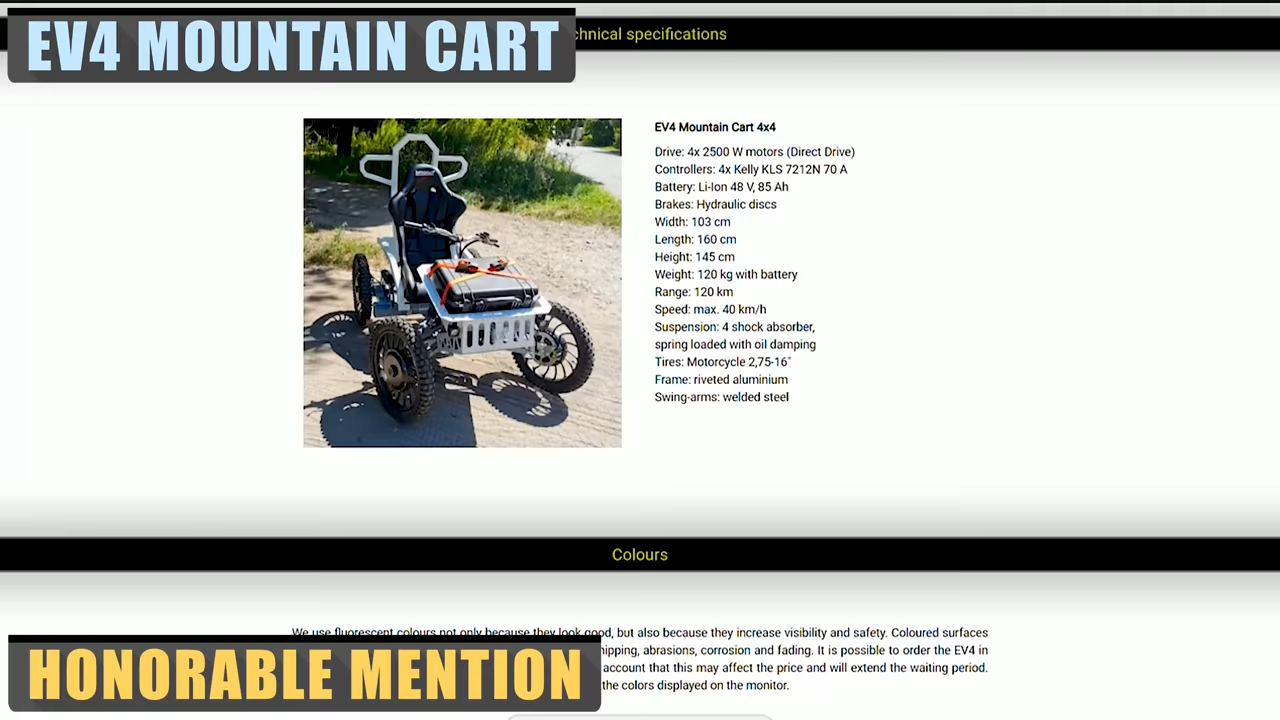 EV4 MOUNTAIN CART
chnical specifications
EV4 Mountain Cart 4x4
Drive: 4x 2500 W motors (Direct Drive)
Controllers: 4x Kelly KLS 7212N 70 A
Battery: Li-Ion 48 V, 85 Ah
Brakes: Hydraulic discs
Width: 103 cm
Length: 160 cm
Height: 145 cm
Weight: 120 kg with battery
Range: 120 km
Speed: max. 40 km/h
Suspension: 4 shock absorber,
spring loaded with oil damping
Tires: Motorcycle 2,75-16"
Frame: riveted aluminium
Swing-arms: welded steel
Colours
We use fluorescent colours not only because they look good, but also because they increase visibility and safety. Coloured surfaces
hipping, abrasions, corrosion and fading. It is possible to order the EV4 in
account that this may affect the price and will extend the waiting period.
the colors displayed on the monitor.
HONORABLE MENTION